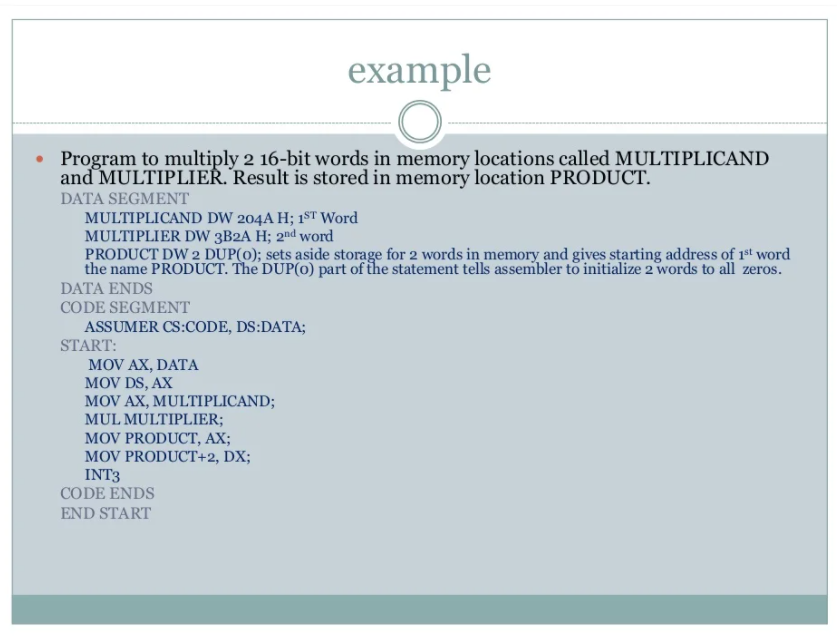 example
• Program to multiply 2 16-bit words in memory locations called MULTIPLICAND
and MULTIPLIER. Result is stored in memory location PRODUCT.
DATA SEGMENT
MULTIPLICAND DW 204A H; 1ST Word
MULTIPLIER DW 3B2A H; 2nd word
PRODUCT DW 2 DUP(0); sets aside storage for 2 words in memory and gives starting address of 1st word
the name PRODUCT. The DUP(0) part of the statement tells assembler to initialize 2 words to all zeros.
DATA ENDS
CODE SEGMENT
ASSUMER CS:CODE, DS:DATA;
START:
MOV AX, DATA
MOV DS, AX
MOV AX, MULTIPLICAND;
MUL MULTIPLIER;
MOV PRODUCT, AX;
MOV PRODUCT+2, DX;
INT3
CODE ENDS
END START